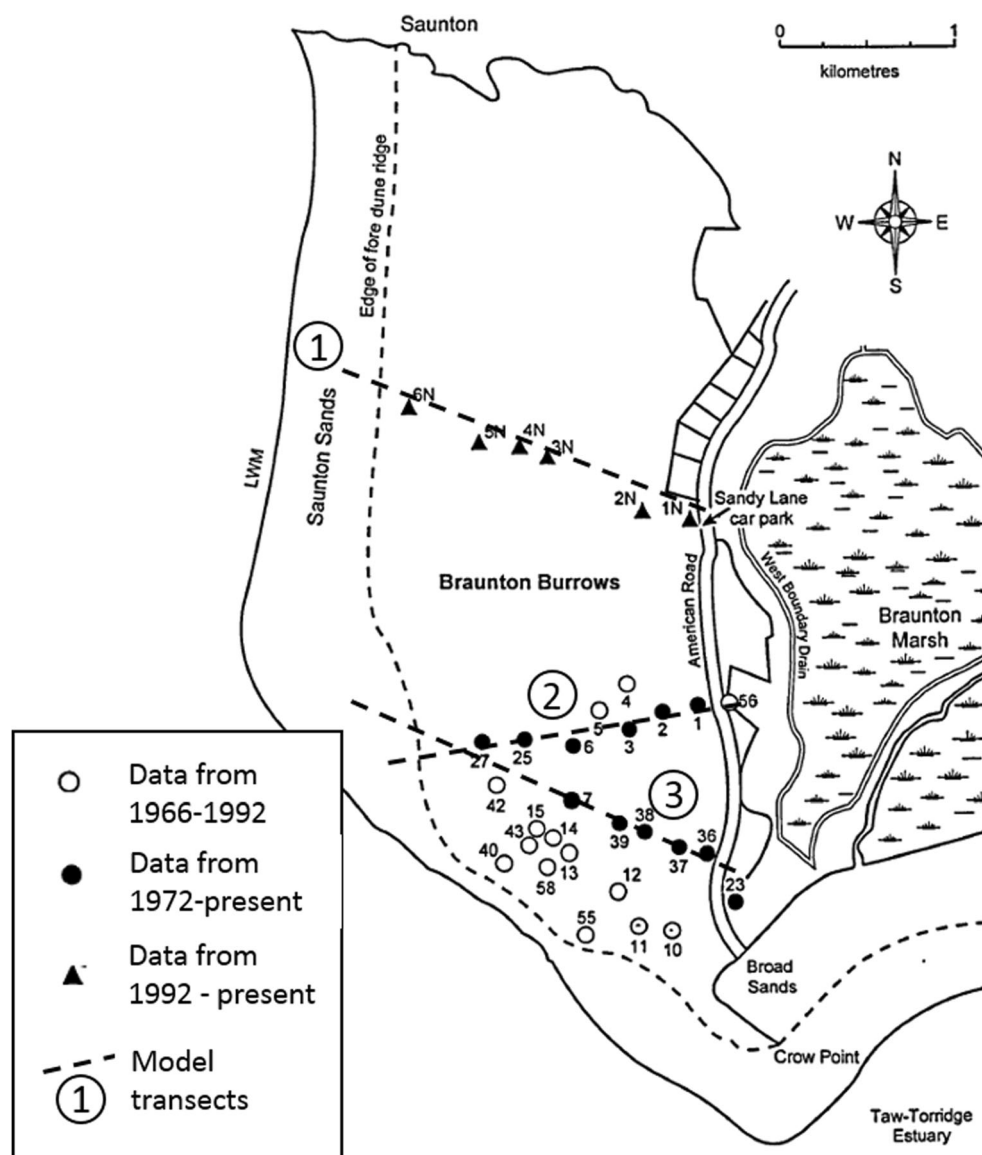 Saunton
0 1
kilometres
N
W E
S
Edge of fore dune ridge
1
6N
5N
4N
3N
2N
1N
LWM
Saunton Sands
Sandy Lane
car park
Braunton Burrows
American Road
West Boundary Drain
Braunton
Marsh
2
4
5
56
1
2
3
6
25
27
3
42
7
15
14
43
13
40
58
38
39
36
37
23
12
55
11
10
Broad
Sands
Crow Point
Taw-Torridge
Estuary
Data from
1966-1992
Data from
1972-present
Data from
1992 - present
Model
1 transects